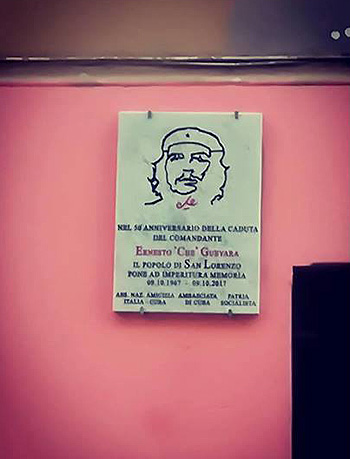 che
NEL 50 ANNIVERSARIO DELLA CADUTA
DEL COMANDANTE
ERNESTO "CHE" GUEVARA
IL POPOLO DI SAN LORENZO
PONE AD IMPERITURA MEMORIA
09.10.1967 - 09.10.2017
ASS. NAZ. AMICIZIA AMBASCIATA PATRIA
ITALIA-CUBA DI CUBA SOCIALISTA